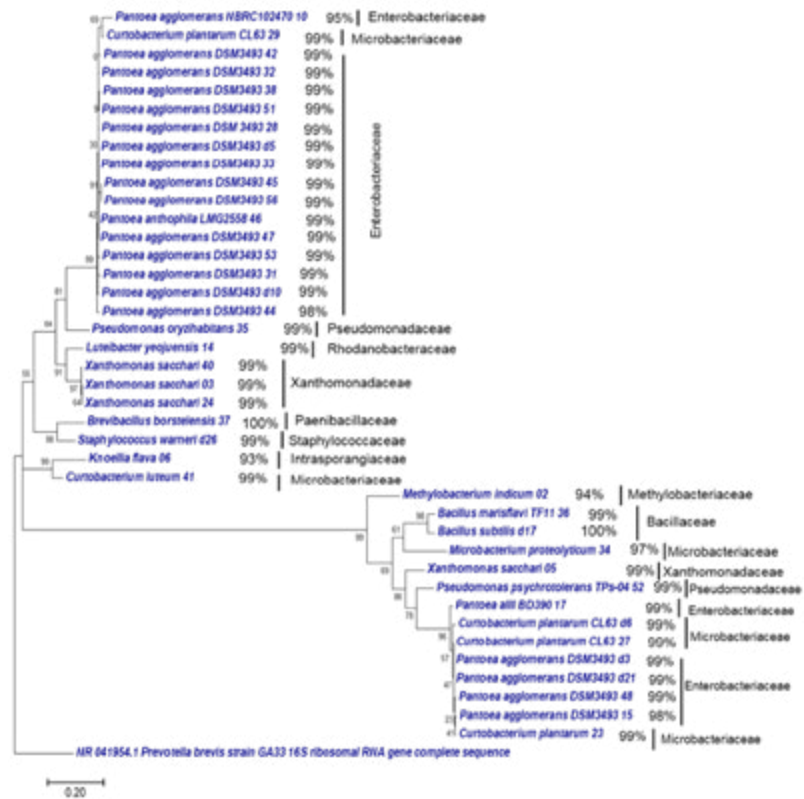 Pantoea agglomerans NBRC102470 10 95% Enterobacteriaceae
Curtobacterium plantarum CL63 29 99% Microbacteriaceae
Pantoea agglomerans DSM3493 42 99%
Pantoea agglomerans DSM3493 32 99%
Pantoea agglomerans DSM3493 38 99%
Pantoea agglomerans DSM3493 51 99%
Pantoea agglomerans DSM 3493 28 99%
Pantoea agglomerans DSM3493 d5 99%
Pantoea agglomerans DSM3493 33 99%
Pantoea agglomerans DSM3493 45 99%
Pantoea agglomerans DSM3493 56 99%
Pantoea anthophila LMG2558 46 99%
Pantoea agglomerans DSM3493 47 99%
Pantoea agglomerans DSM3493 53 99%
Pantoea agglomerans DSM3493 31 99%
Pantoea agglomerans DSM3493 d10 99%
Pantoea agglomerans DSM3493 44 98%
Enterobacteriaceae
Pseudomonas oryzihabitans 35 99% Pseudomonadaceae
Luteibacter yeojuensis 14 99% Rhodanobacteraceae
Xanthomonas sacchari 40 99%
Xanthomonas sacchari 03 99% Xanthomonadaceae
Xanthomonas sacchari 24 99%
Brevibacillus borstelensis 37 100% Paenibacillaceae
Staphylococcus warneri d26 99% Staphylococcaceae
Knoellia flava 06 93% Intrasporangiaceae
Curtobacterium luteum 41 99% Microbacteriaceae
Methylobacterium indicum 02 94% Methylobacteriaceae
Bacillus marisflavi TF11 36 99%
Bacillaceae
Bacillus subtilis d17 100%
Microbacterium proteolyticum 34 97% Microbacteriaceae
Xanthomonas sacchari 05 99% Xanthomonadaceae
Pseudomonas psychrotolerans TPs-04 52 99% Pseudomonadaceae
Pantoea allii BD390 17 99% Enterobacteriaceae
Curtobacterium plantarum CL63 d6 99%
Microbacteriaceae
Curtobacterium plantarum CL63 27 99%
Pantoea agglomerans DSM3493 d3 99%
Pantoea agglomerans DSM3493 d21 99%
Enterobacteriaceae
Pantoea agglomerans DSM3493 48 99%
Pantoea agglomerans DSM3493 15 98%
Curtobacterium plantarum 23 99% Microbacteriaceae
NR 041954.1 Prevotella brevis strain GA33 16S ribosomal RNA gene complete sequence
0.20